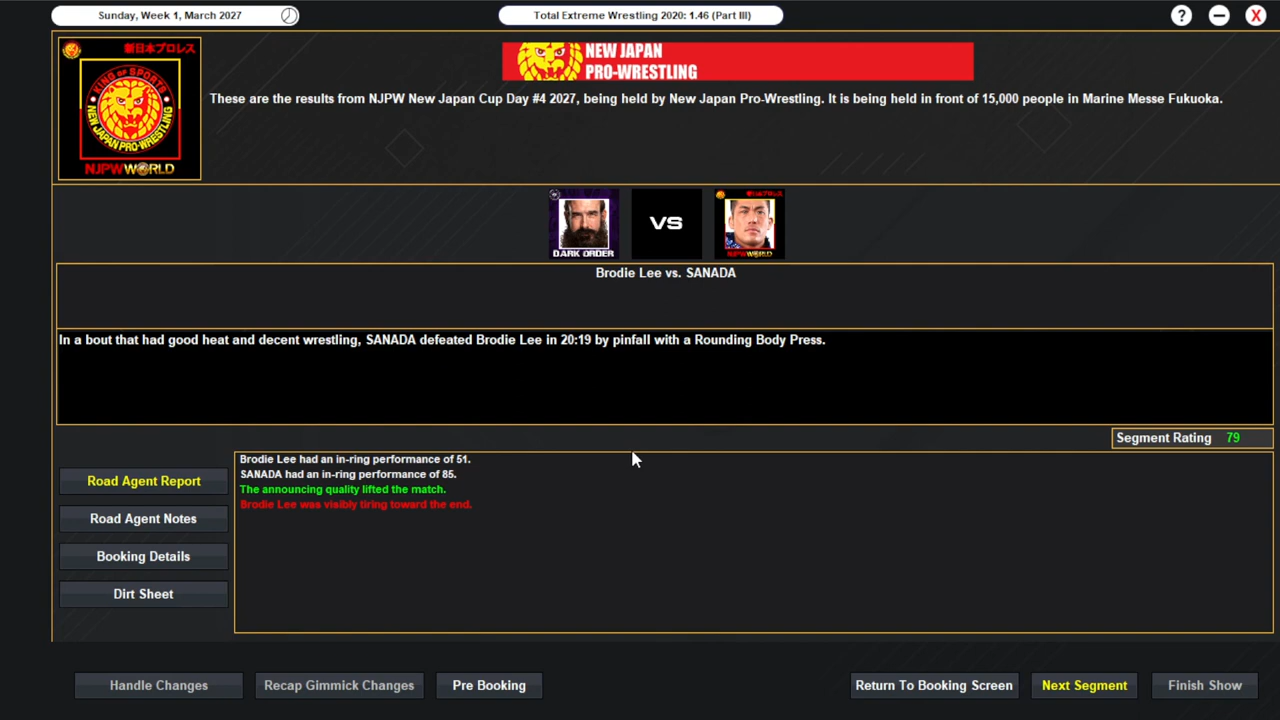 Sunday, Week 1, March 2027
Total Extreme Wrestling 2020: 1.46 (Part III)
?
X
新日本プロレス
KING OF SPORTS
NEW JAPAN PRO-WRESTLING
NJPWWORLD
NEW JAPAN
PRO-WRESTLING
These are the results from NJPW New Japan Cup Day #4 2027, being held by New Japan Pro-Wrestling. It is being held in front of 15,000 people in Marine Messe Fukuoka.
DARK ORDER
VS
NJPWWORLD
Brodie Lee vs. SANADA
In a bout that had good heat and decent wrestling, SANADA defeated Brodie Lee in 20:19 by pinfall with a Rounding Body Press.
Segment Rating 79
Road Agent Report
Road Agent Notes
Booking Details
Dirt Sheet
Brodie Lee had an in-ring performance of 51.
SANADA had an in-ring performance of 85.
The announcing quality lifted the match.
Brodie Lee was visibly tiring toward the end.
Handle Changes
Recap Gimmick Changes
Pre Booking
Return To Booking Screen
Next Segment
Finish Show